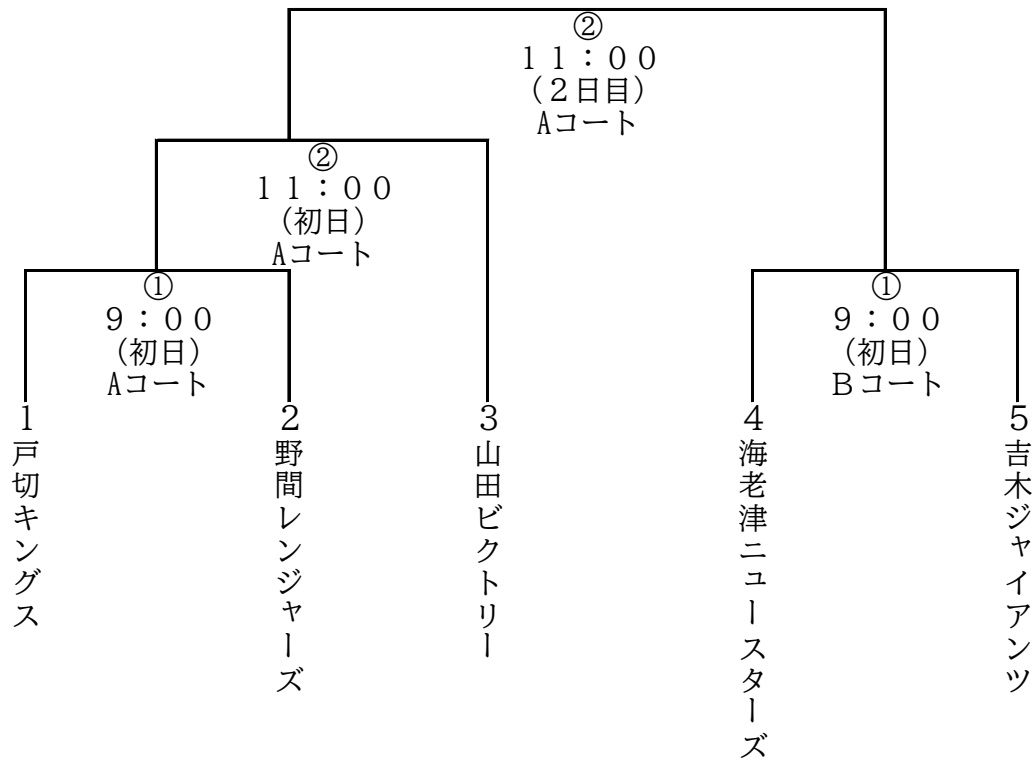 ②
１１：００
（２日目）
Aコート
②
１１：００
（初日）
Aコート
①
９：００
（初日）
Aコート
①
９：００
（初日）
Ｂコート
１戸切キングス
２野間レンジャーズ
３山田ビクトリー
４海老津ニュースターズ
５吉木ジャイアンツ